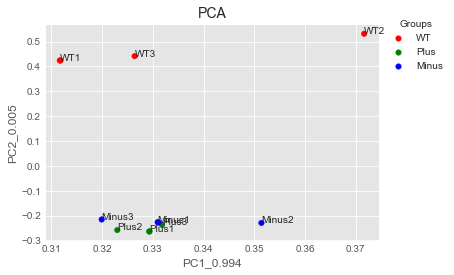 PCA
Groups
WT
Plus
Minus
WT1
WT3
WT2
Minus3
Plus2
Minus1
Plus3
Plus1
Minus2
0.5
0.4
0.3
0.2
0.1
0.0
−0.1
−0.2
−0.3
PC2_0.005
0.31 0.32 0.33 0.34 0.35 0.36 0.37
PC1_0.994